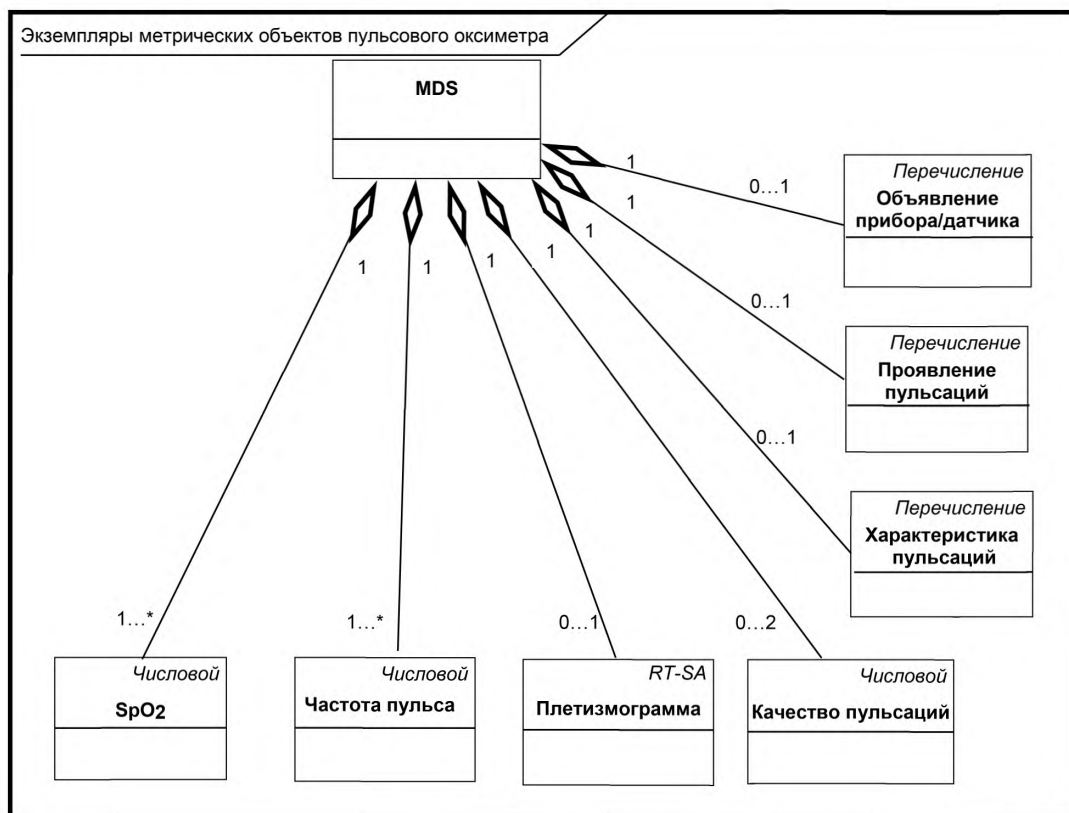 Экземпляры метрических объектов пульсового оксиметра
MDS
1
0...1
Перечисление
Объявление
прибора/датчика
1
0...1
Перечисление
Проявление
пульсаций
1
0...1
Перечисление
Характеристика
пульсаций
1
1
1
1
1...*
1...*
0...1
0...2
Числовой
SpO2
Числовой
Частота пульса
RT-SA
Плетизмограмма
Числовой
Качество пульсаций